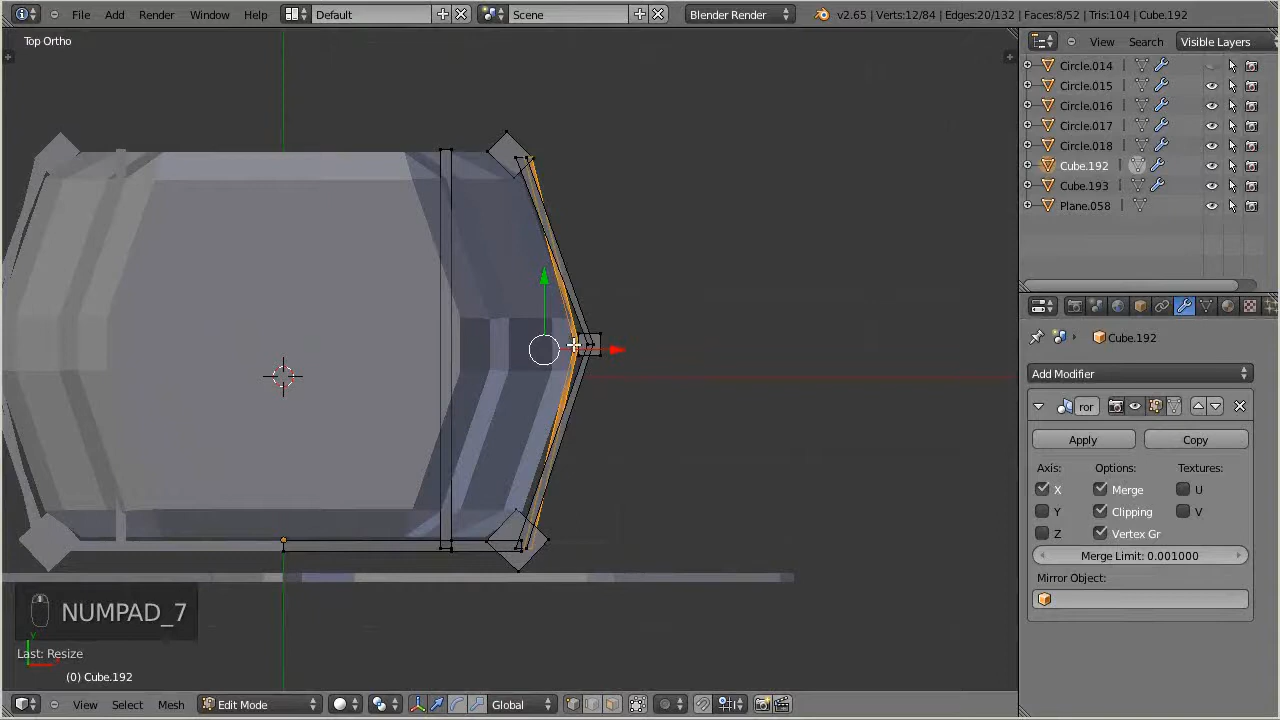 File Add Render Window Help Default Scene Blender Render v2.65 | Verts:12/84 | Edges:20/132 | Faces:8/52 | Tris:104 | Cube.192
Top Ortho
View Search Visible Layers
Circle.014
Circle.015
Circle.016
Circle.017
Circle.018
Cube.192
Cube.193
Plane.058
Cube.192
Add Modifier
ror
Apply Copy
Axis: Options: Textures:
X Merge U
Y Clipping V
Z Vertex Gr
Merge Limit: 0.001000
Mirror Object:
NUMPAD_7
y
Last: Resize
(0) Cube.192
View Select Mesh Edit Mode Global